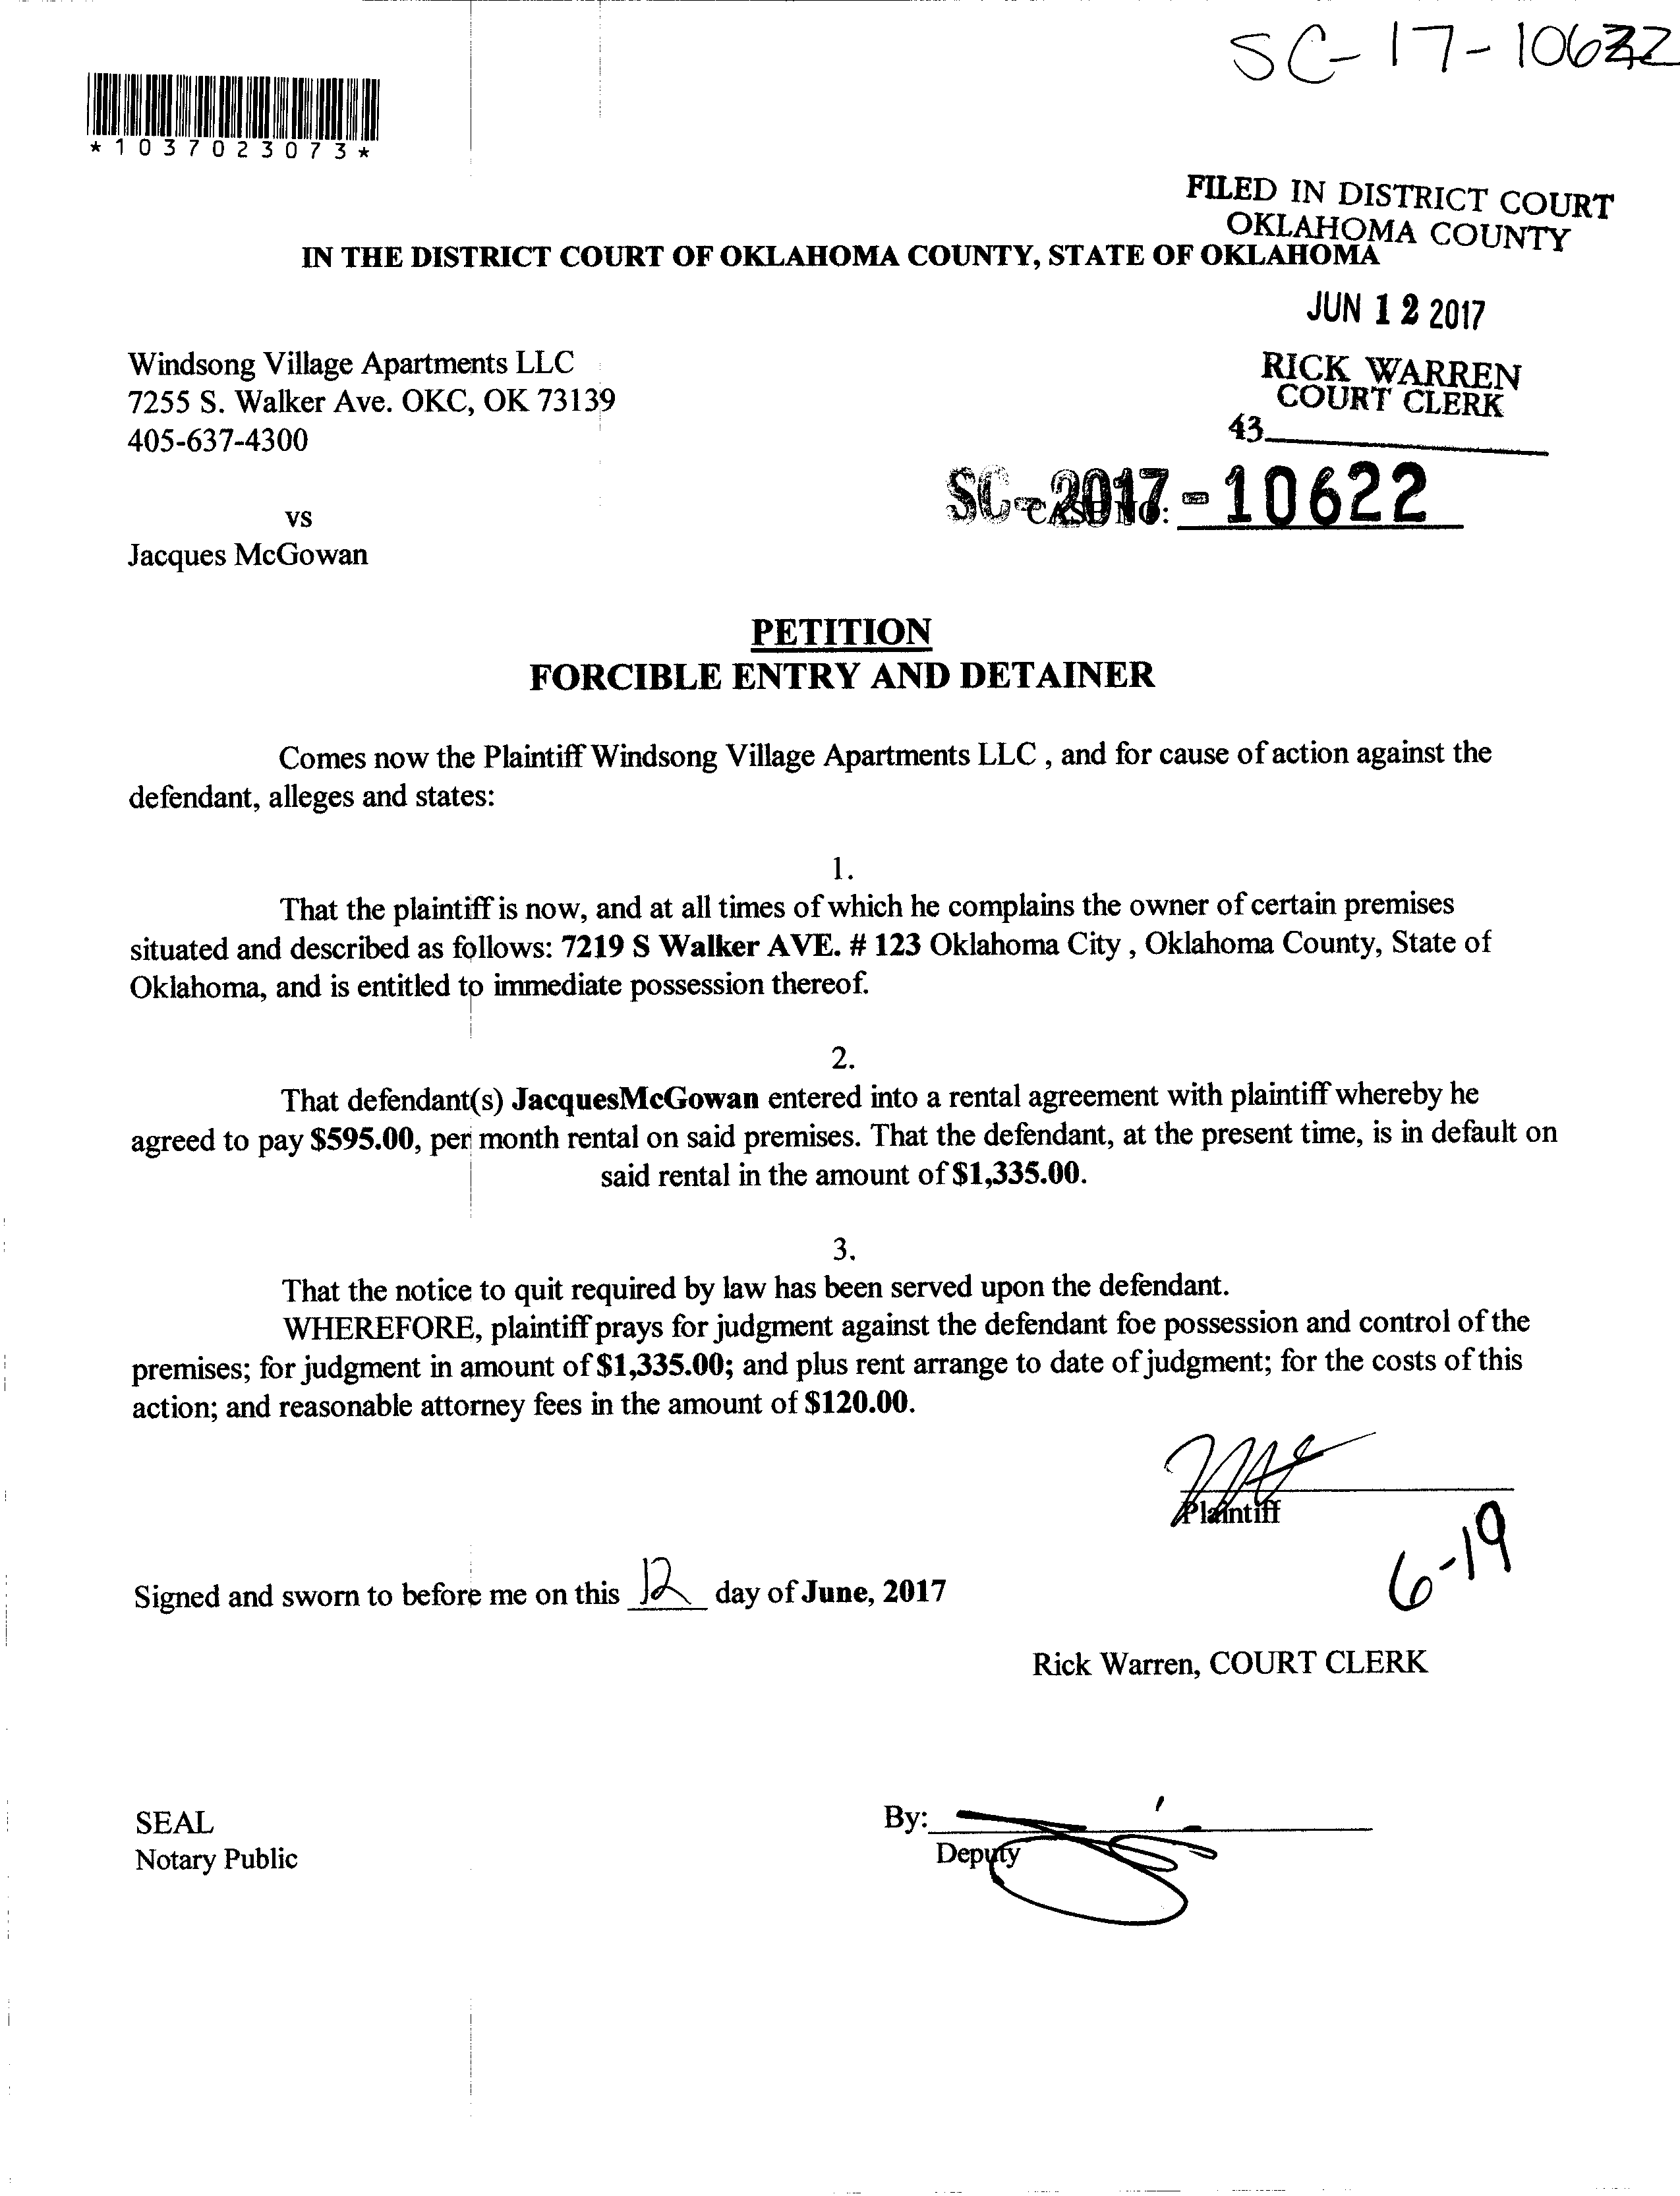 SC-17-10622
*1037023073*
FILED IN DISTRICT COURT
OKLAHOMA COUNTY
IN THE DISTRICT COURT OF OKLAHOMA COUNTY, STATE OF OKLAHOMA
JUN 12 2017
Windsong Village Apartments LLC
7255 S. Walker Ave. OKC, OK 73139
405-637-4300
RICK WARREN
COURT CLERK
43
SC-2017-10622
CASE NO:
vs
Jacques McGowan
PETITION
FORCIBLE ENTRY AND DETAINER
Comes now the Plaintiff Windsong Village Apartments LLC , and for cause of action against the
defendant, alleges and states:
1.
That the plaintiff is now, and at all times of which he complains the owner of certain premises
situated and described as follows: 7219 S Walker AVE. # 123 Oklahoma City , Oklahoma County, State of
Oklahoma, and is entitled to immediate possession thereof.
2.
That defendant(s) JacquesMcGowan entered into a rental agreement with plaintiff whereby he
agreed to pay $595.00, per month rental on said premises. That the defendant, at the present time, is in default on
said rental in the amount of $1,335.00.
3.
That the notice to quit required by law has been served upon the defendant.
WHEREFORE, plaintiff prays for judgment against the defendant foe possession and control of the
premises; for judgment in amount of $1,335.00; and plus rent arrange to date of judgment; for the costs of this
action; and reasonable attorney fees in the amount of $120.00.
Plaintiff
6-19
Signed and sworn to before me on this 12 day of June, 2017
Rick Warren, COURT CLERK
SEAL
Notary Public
By:
Deputy